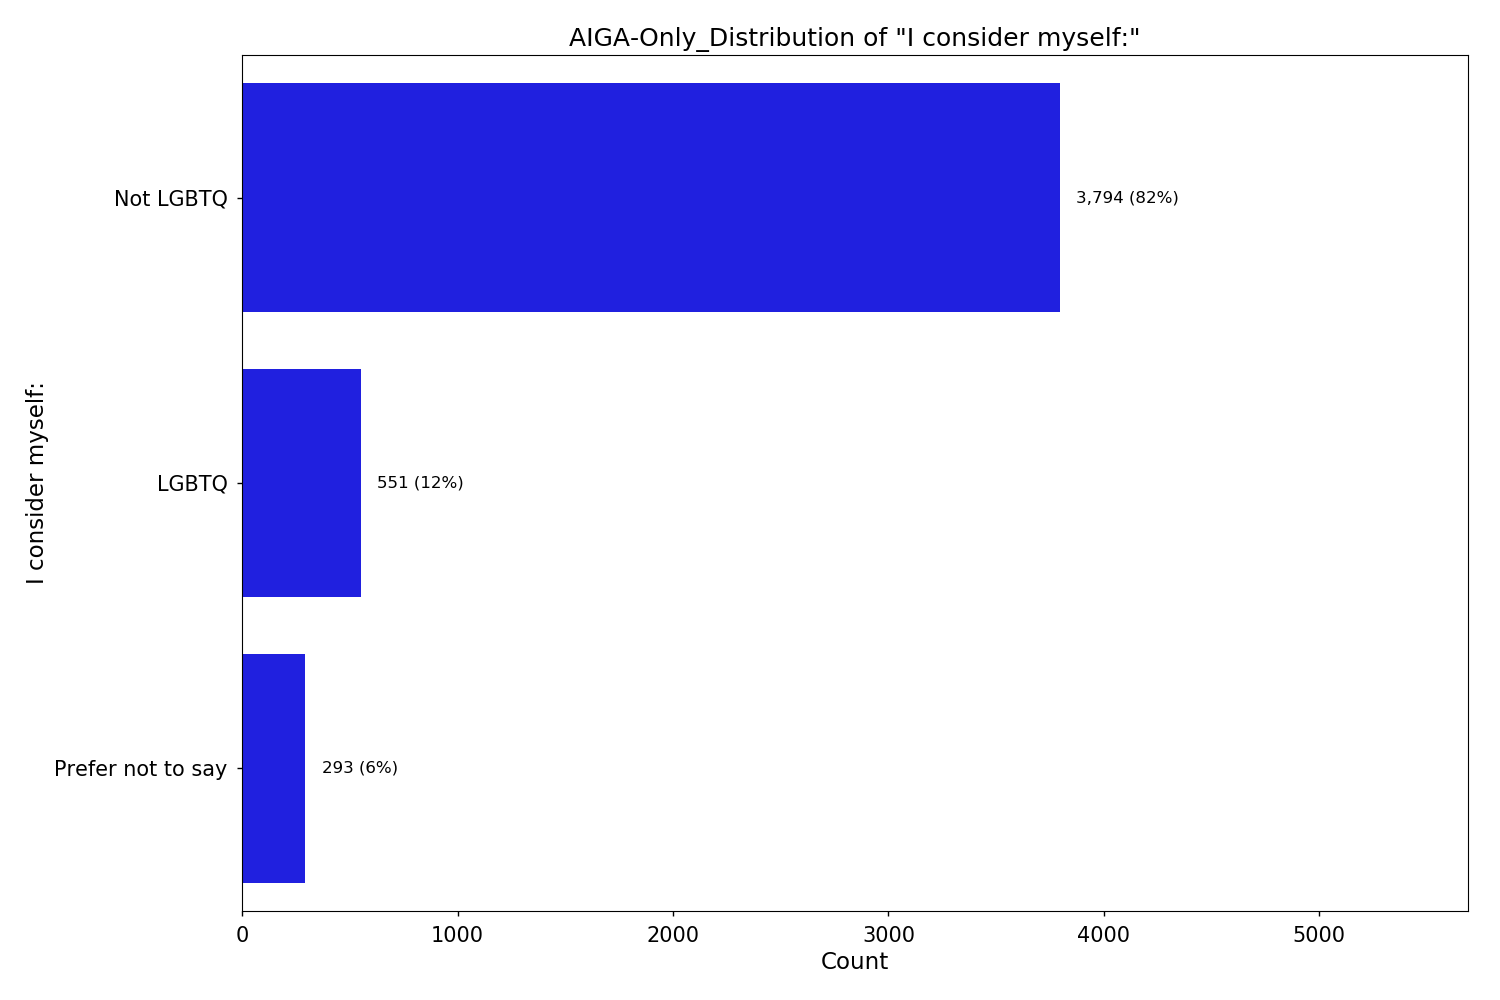 AIGA-Only_Distribution of "I consider myself:"
I consider myself:
Not LGBTQ
3,794 (82%)
LGBTQ
551 (12%)
Prefer not to say
293 (6%)
0 1000 2000 3000 4000 5000
Count